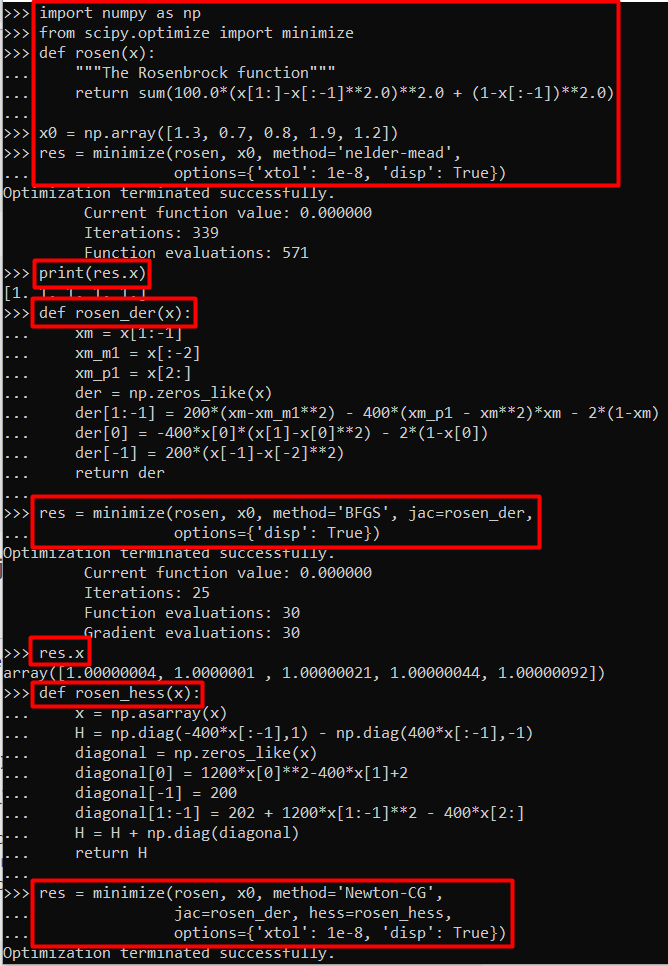 >>> import numpy as np
>>> from scipy.optimize import minimize
>>> def rosen(x):
...     """The Rosenbrock function"""
...     return sum(100.0*(x[1:]-x[:-1]**2.0)**2.0 + (1-x[:-1])**2.0)
...
>>> x0 = np.array([1.3, 0.7, 0.8, 1.9, 1.2])
>>> res = minimize(rosen, x0, method='nelder-mead',
...                options={'xtol': 1e-8, 'disp': True})
Optimization terminated successfully.
         Current function value: 0.000000
         Iterations: 339
         Function evaluations: 571
>>> print(res.x)
[1. 1. 1. 1. 1.]
>>> def rosen_der(x):
...     xm = x[1:-1]
...     xm_m1 = x[:-2]
...     xm_p1 = x[2:]
...     der = np.zeros_like(x)
...     der[1:-1] = 200*(xm-xm_m1**2) - 400*(xm_p1 - xm**2)*xm - 2*(1-xm)
...     der[0] = -400*x[0]*(x[1]-x[0]**2) - 2*(1-x[0])
...     der[-1] = 200*(x[-1]-x[-2]**2)
...     return der
...
>>> res = minimize(rosen, x0, method='BFGS', jac=rosen_der,
...                options={'disp': True})
Optimization terminated successfully.
         Current function value: 0.000000
         Iterations: 25
         Function evaluations: 30
         Gradient evaluations: 30
>>> res.x
array([1.00000004, 1.0000001 , 1.00000021, 1.00000044, 1.00000092])
>>> def rosen_hess(x):
...     x = np.asarray(x)
...     H = np.diag(-400*x[:-1],1) - np.diag(400*x[:-1],-1)
...     diagonal = np.zeros_like(x)
...     diagonal[0] = 1200*x[0]**2-400*x[1]+2
...     diagonal[-1] = 200
...     diagonal[1:-1] = 202 + 1200*x[1:-1]**2 - 400*x[2:]
...     H = H + np.diag(diagonal)
...     return H
...
>>> res = minimize(rosen, x0, method='Newton-CG',
...                jac=rosen_der, hess=rosen_hess,
...                options={'xtol': 1e-8, 'disp': True})
Optimization terminated successfully.